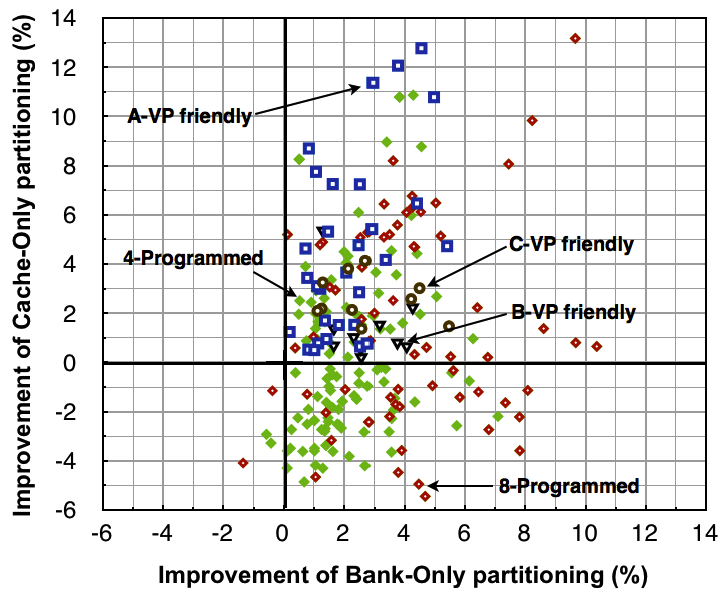 Improvement of Cache-Only partitioning (%)
14
12
10
8
6
4
2
0
-2
-4
-6
A-VP friendly
4-Programmed
C-VP friendly
B-VP friendly
8-Programmed
-6 -4 -2 0 2 4 6 8 10 12 14
Improvement of Bank-Only partitioning (%)